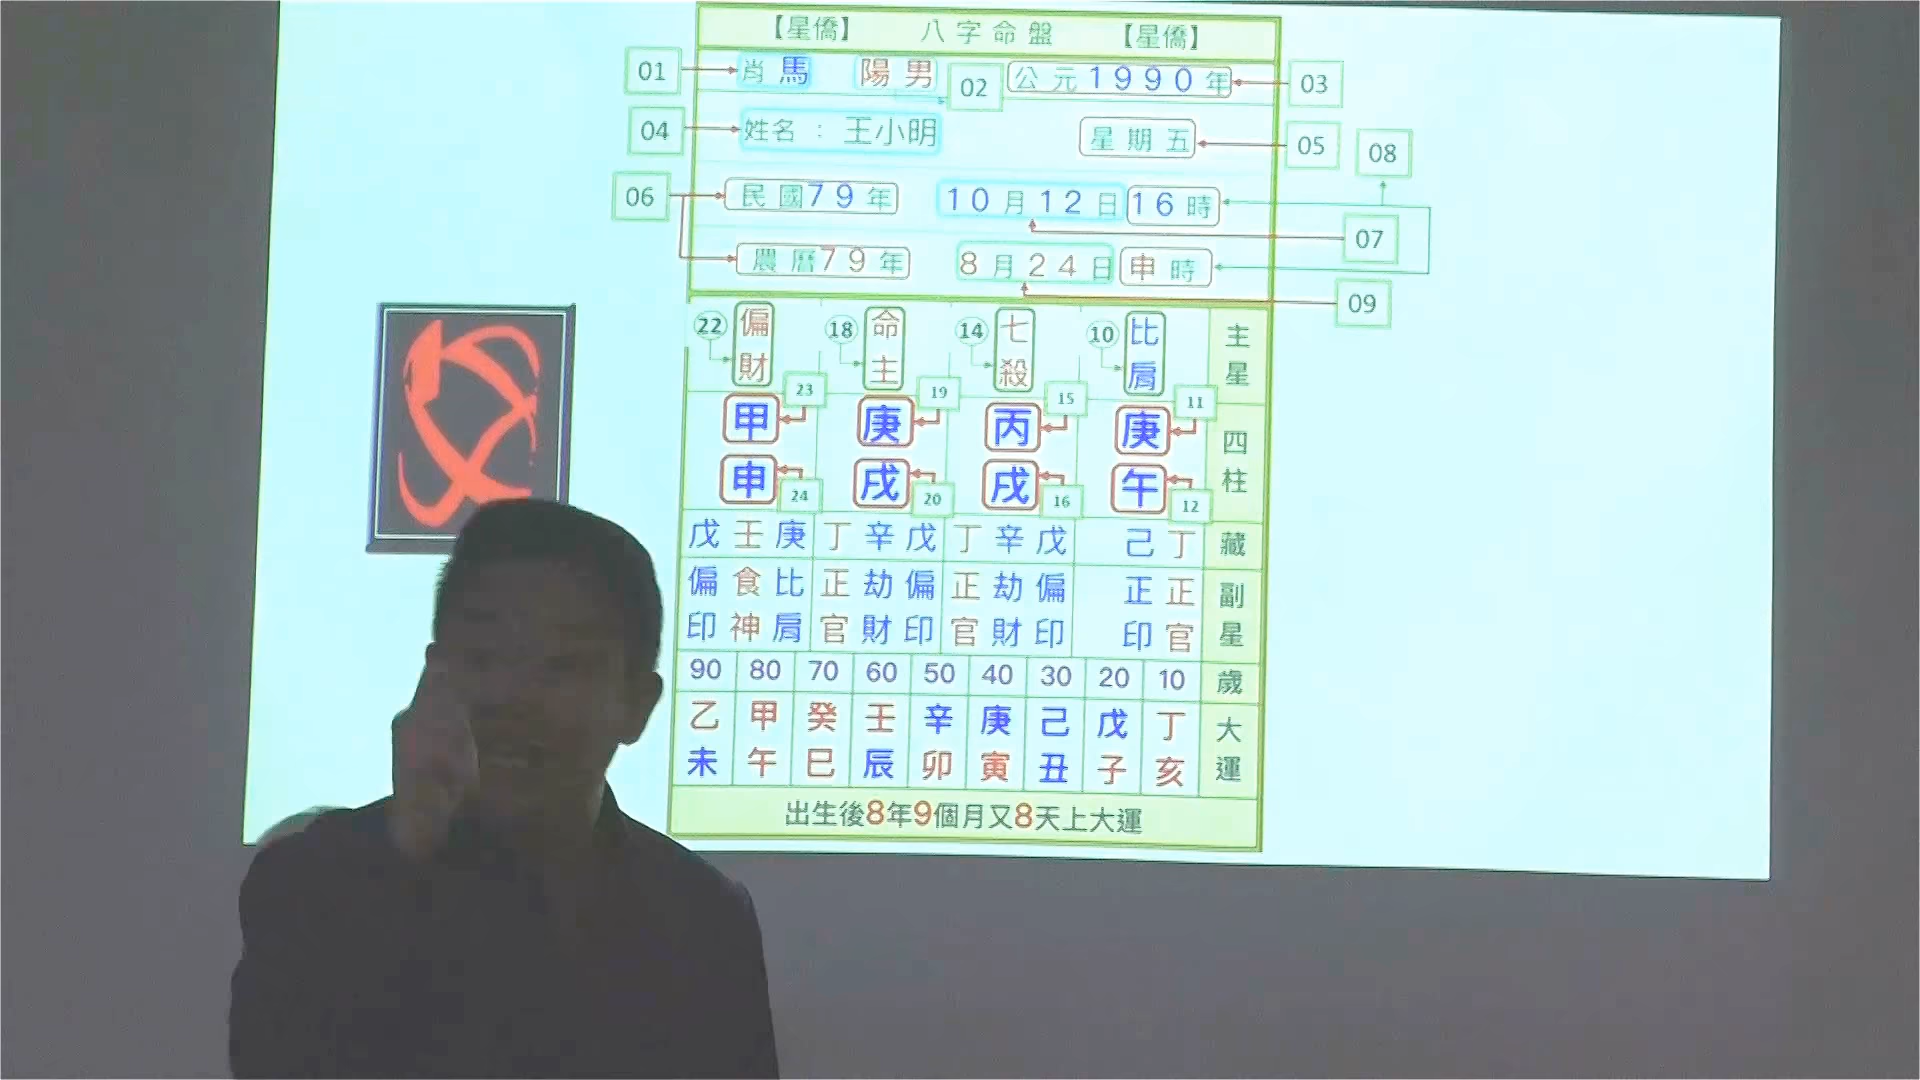 【星僑】 八字命盤 【星僑】
01 肖馬 陽男 02 公元1990年 03
04 姓名：王小明 星期五 05 08
06 民國79年 10月12日 16時 07
農曆79年 8月24日 申時 09
22 偏財 18 命主 14 七殺 10 比肩 主星
23 19 15 11
甲 庚 丙 庚 四柱
申 戌 戌 午
24 20 16 12
戊 壬 庚 丁 辛 戊 丁 辛 戊 己 丁 藏
偏印 食神 比肩 正官 劫財 偏印 正官 劫財 偏印 正印 正官 副星
90 80 70 60 50 40 30 20 10 歲
乙未 甲午 癸巳 壬辰 辛卯 庚寅 己丑 戊子 丁亥 大運
出生後8年9個月又8天上大運